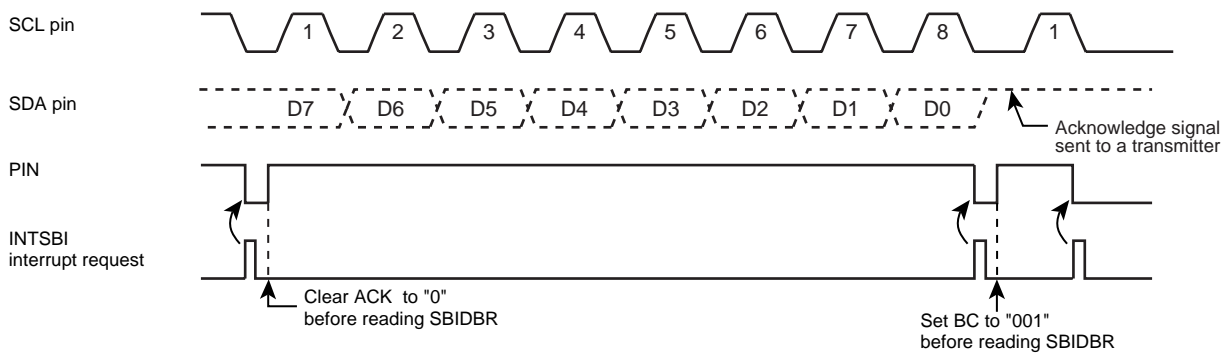 SCL pin
1 2 3 4 5 6 7 8 1
SDA pin
D7 D6 D5 D4 D3 D2 D1 D0
Acknowledge signal
sent to a transmitter
PIN
INTSBI
interrupt request
Clear ACK to "0"
before reading SBIDBR
Set BC to "001"
before reading SBIDBR